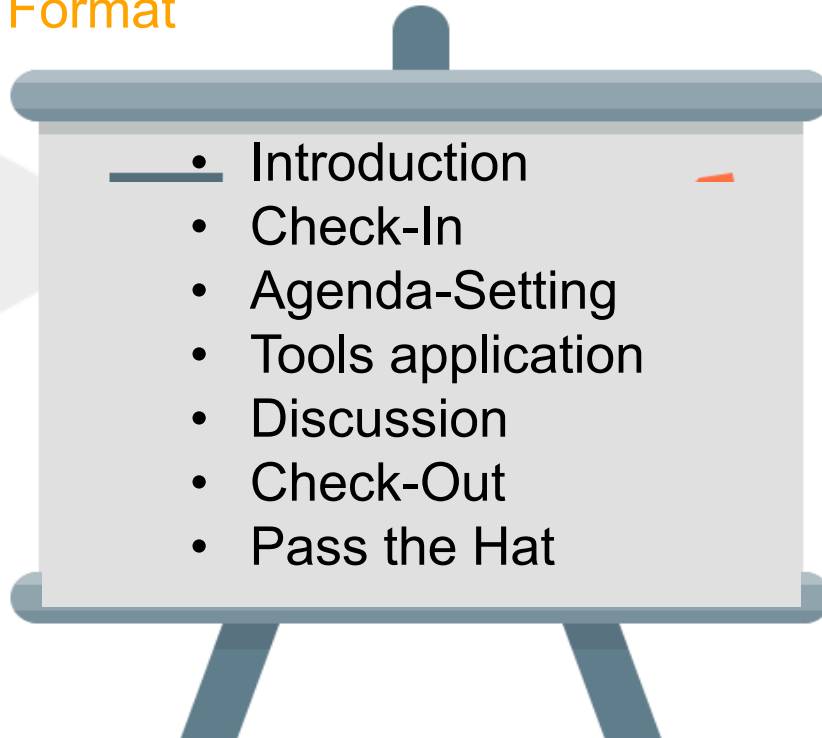 Format
• Introduction
• Check-In
• Agenda-Setting
• Tools application
• Discussion
• Check-Out
• Pass the Hat